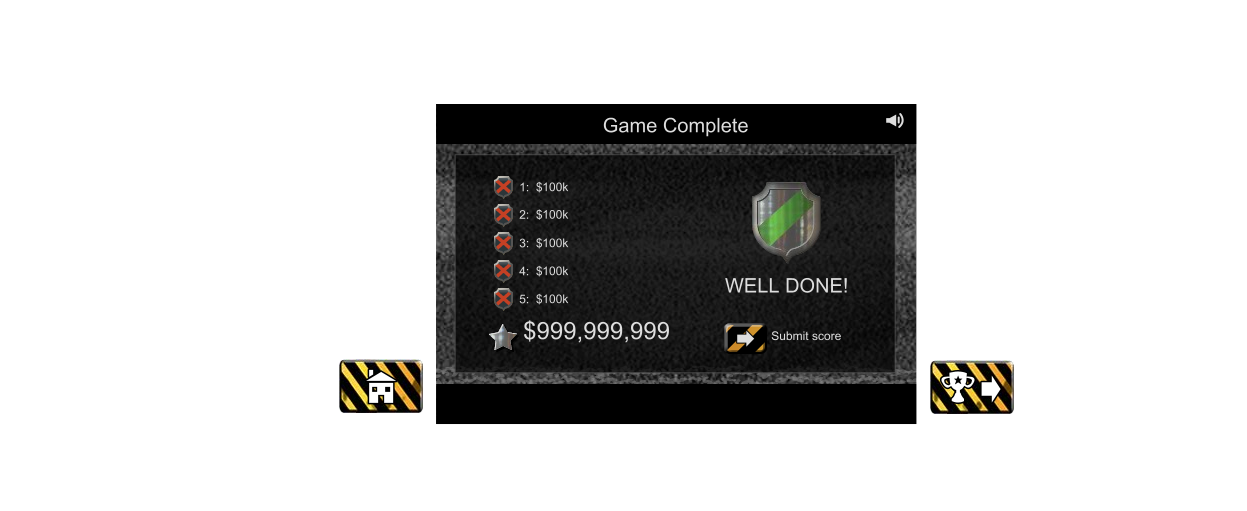 Game Complete
1: $100k
2: $100k
3: $100k
4: $100k
5: $100k
WELL DONE!
$999,999,999
Submit score